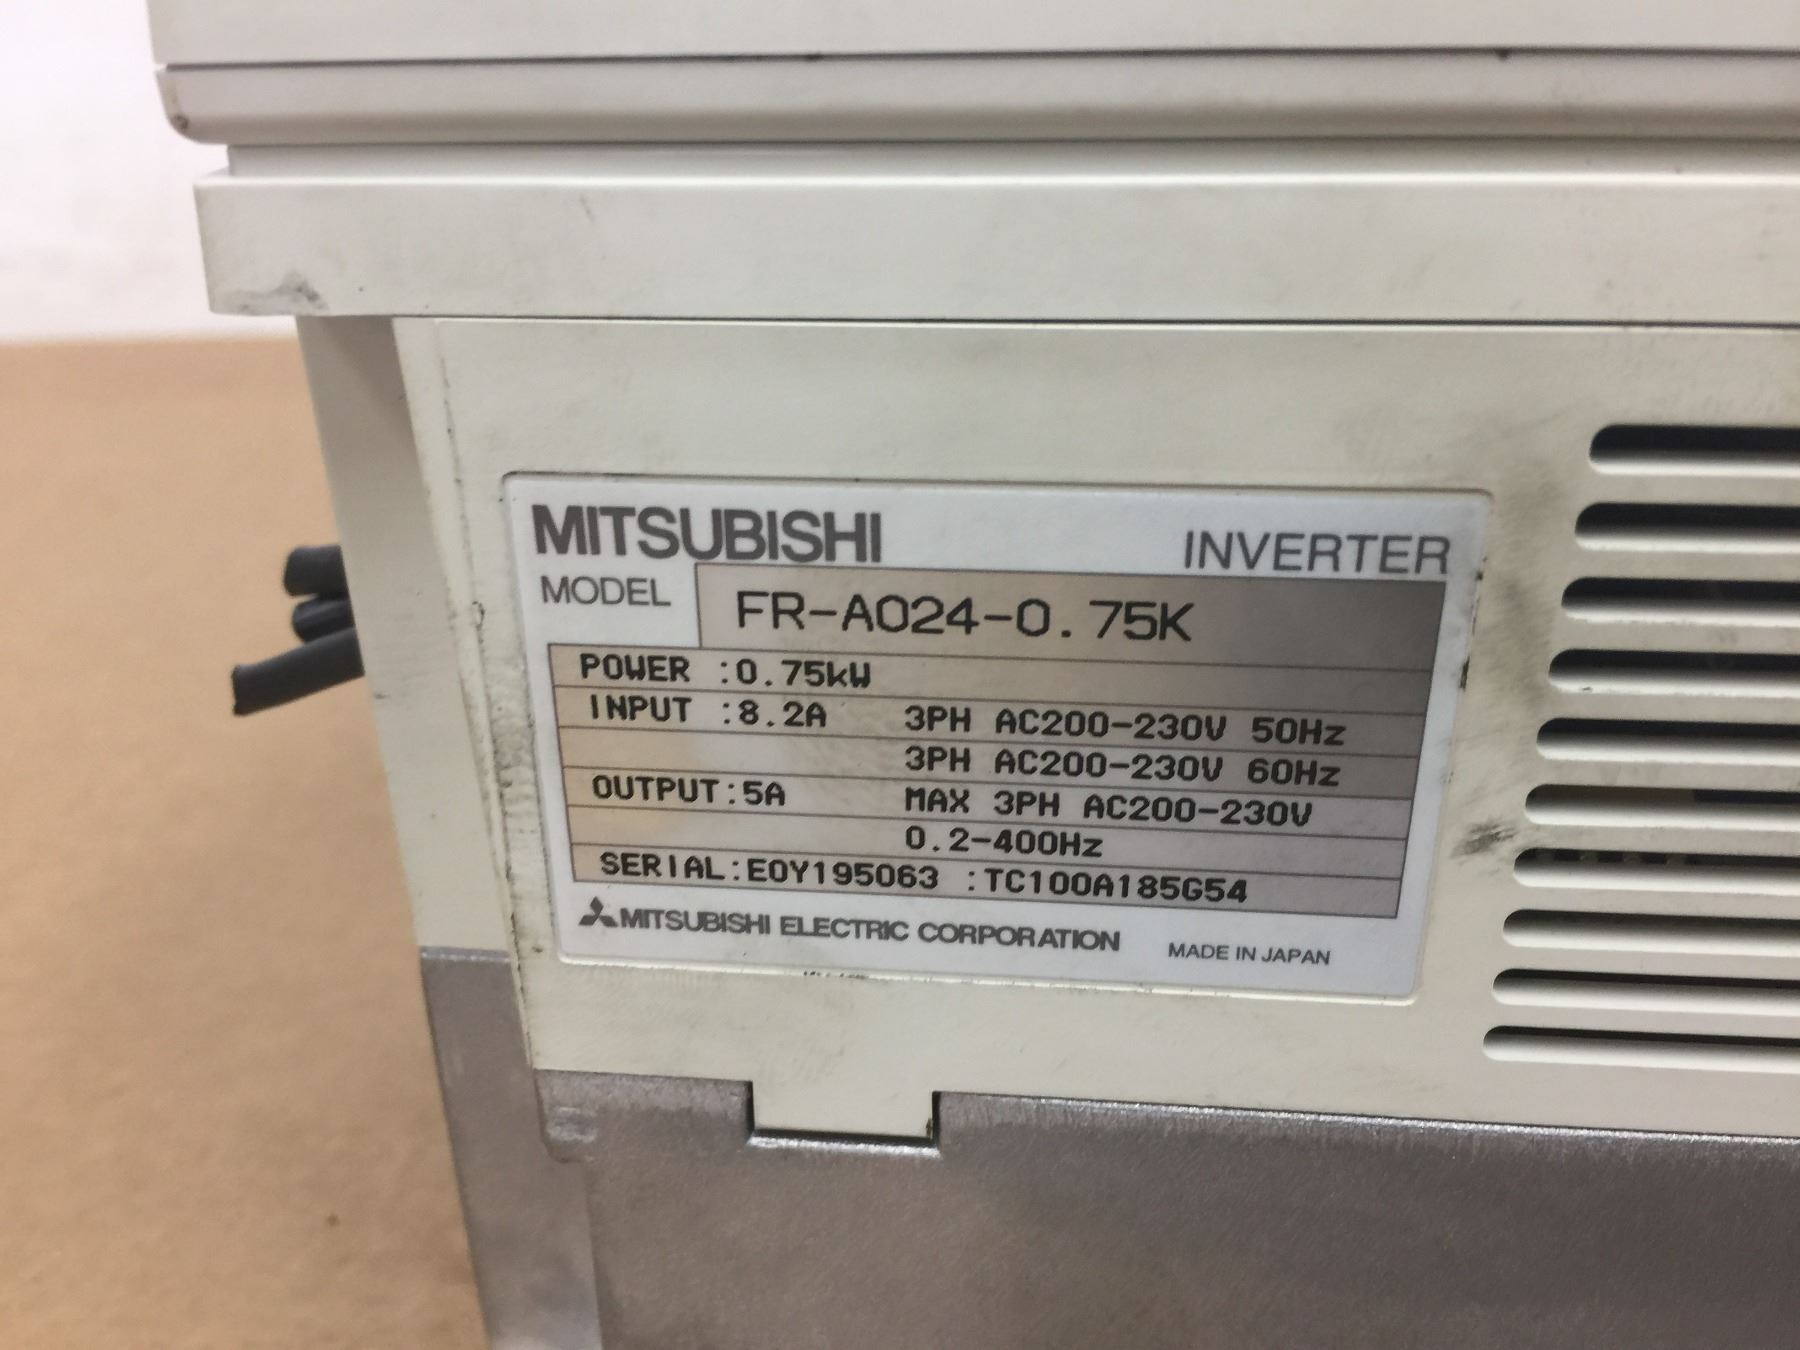 MITSUBISHI INVERTER
MODEL FR-A024-0.75K
POWER :0.75kW
INPUT :8.2A 3PH AC200-230V 50Hz
3PH AC200-230V 60Hz
OUTPUT:5A MAX 3PH AC200-230V
0.2-400Hz
SERIAL:E0Y195063 :TC100A185G54
MITSUBISHI ELECTRIC CORPORATION MADE IN JAPAN